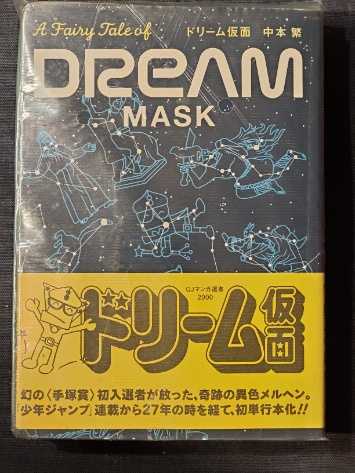 A Fairy Tale of
ドリーム仮面 中本 繁
DREAM
MASK
GJマンガ選書
2900
ドリーム仮面
幻の〈手塚賞〉初入選者が放った、奇跡の異色メルヘン。
少年ジャンプ」連載から27年の時を経て、初単行本化!!